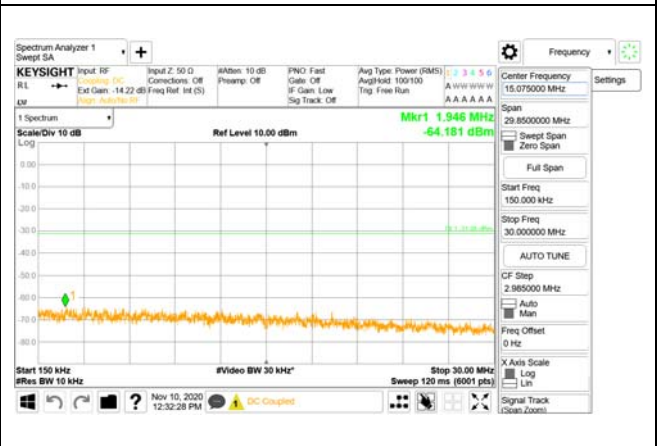 Spectrum Analyzer 1
Swept SA
Frequency
KEYSIGHT
RL
Input: RF
Coupling: DC
Ext Gain: -14.22 dB
Align: Auto/No RF
Input Z: 50 Ω
Corrections: Off
Freq Ref: Int (S)
#Atten: 10 dB
Preamp: Off
PNO: Fast
Gate: Off
IF Gain: Low
Sig Track: Off
Avg Type: Power (RMS)
Avg|Hold: 100/100
Trig: Free Run
1 2 3 4 5 6
A W W W W W
A A A A A A
1 Spectrum
Scale/Div 10 dB
Ref Level 10.00 dBm
Mkr1 1.946 MHz
-64.181 dBm
Log
0.00
-10.0
-20.0
-30.0
-40.0
-50.0
-60.0
-70.0
-80.0
1
Start 150 kHz
#Res BW 10 kHz
#Video BW 30 kHz*
Stop 30.00 MHz
Sweep 120 ms (6001 pts)
Nov 10, 2020
12:32:28 PM
DC Coupled
Center Frequency
15.075000 MHz
Settings
Span
29.8500000 MHz
Swept Span
Zero Span
Full Span
Start Freq
150.000 kHz
Stop Freq
30.000000 MHz
AUTO TUNE
CF Step
2.985000 MHz
Auto
Man
Freq Offset
0 Hz
X Axis Scale
Log
Lin
Signal Track
(Span Zoom)